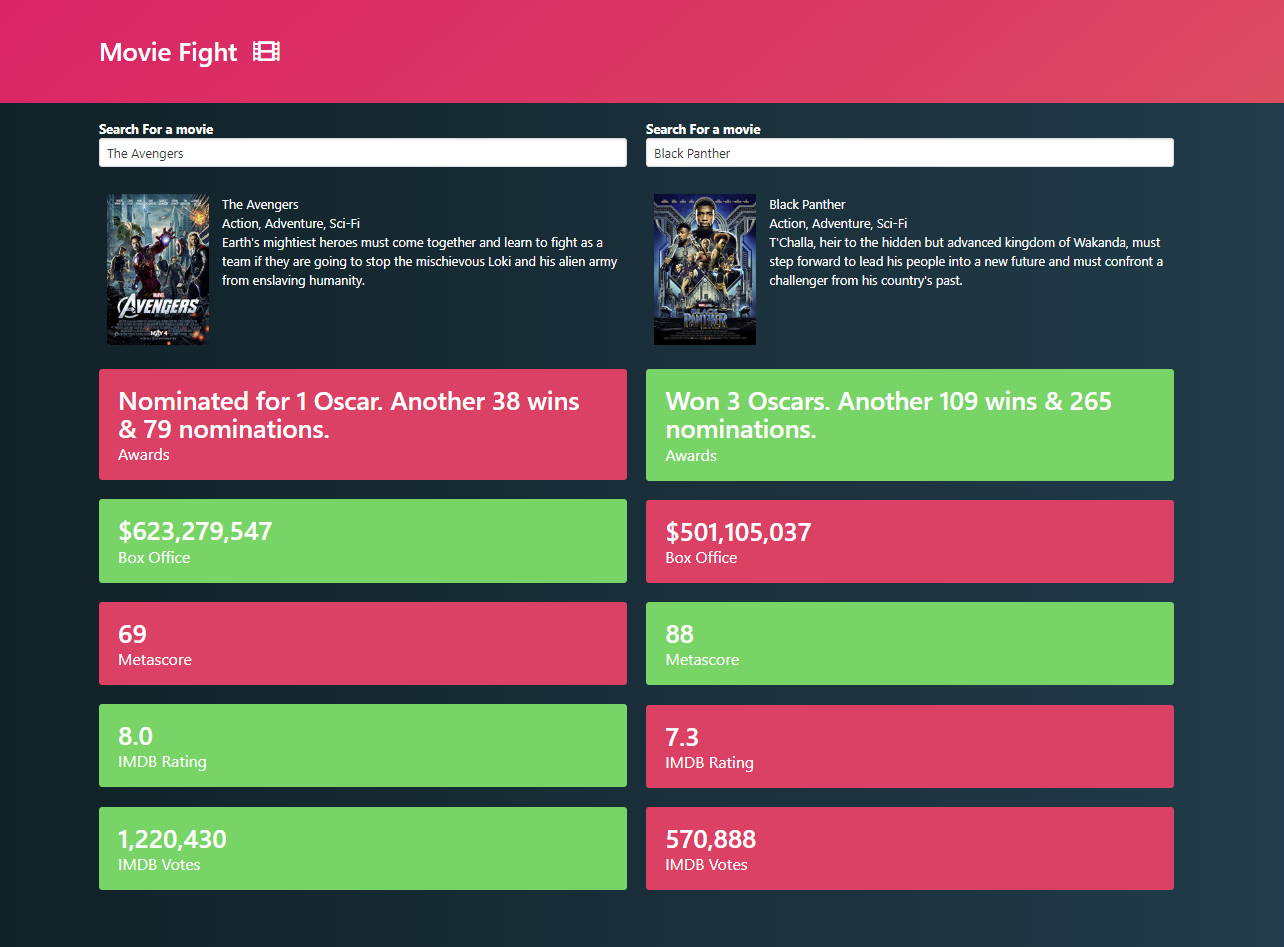 Movie Fight
Search For a movie
The Avengers
The Avengers
Action, Adventure, Sci-Fi
Earth's mightiest heroes must come together and learn to fight as a
team if they are going to stop the mischievous Loki and his alien army
from enslaving humanity.
MARVEL
AVENGERS
Nominated for 1 Oscar. Another 38 wins
& 79 nominations.
Awards
$623,279,547
Box Office
69
Metascore
8.0
IMDB Rating
1,220,430
IMDB Votes
Search For a movie
Black Panther
Black Panther
Action, Adventure, Sci-Fi
T'Challa, heir to the hidden but advanced kingdom of Wakanda, must
step forward to lead his people into a new future and must confront a
challenger from his country's past.
BLACK
PANTHER
Won 3 Oscars. Another 109 wins & 265
nominations.
Awards
$501,105,037
Box Office
88
Metascore
7.3
IMDB Rating
570,888
IMDB Votes